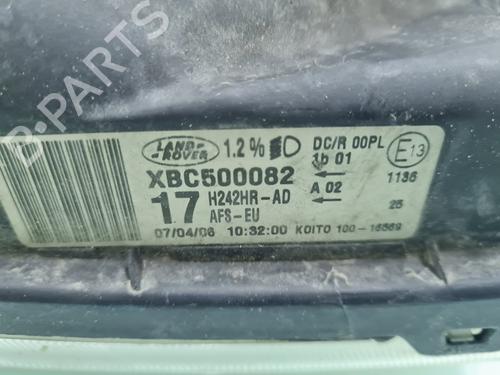 B-PARTS
LAND-
-ROVER
1.2% DC/R 00PL
1b 01
E13
XBC500082
A 02
1136
17 H242HR-AD
AFS-EU
25
07/04/06 10:32:00 KOITO 100-16569